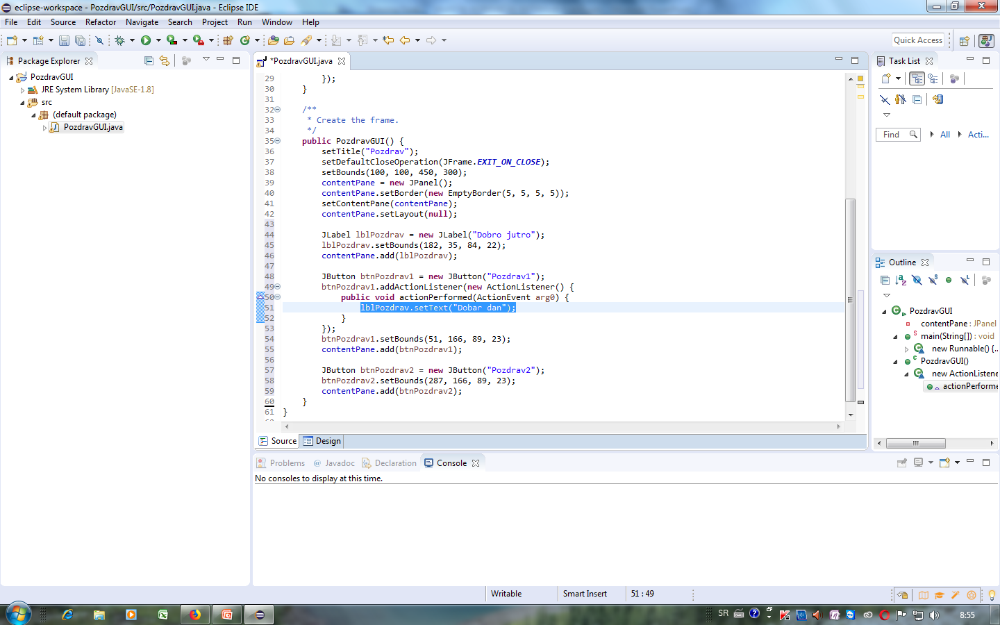 eclipse-workspace - PozdravGUI/src/PozdravGUI.java - Eclipse IDE
File Edit Source Refactor Navigate Search Project Run Window Help
Quick Access
Package Explorer
PozdravGUI
JRE System Library [JavaSE-1.8]
src
(default package)
PozdravGUI.java
*PozdravGUI.java
29 });
30 }
31
32 /**
33 * Create the frame.
34 */
35 public PozdravGUI() {
36 setTitle("Pozdrav");
37 setDefaultCloseOperation(JFrame.EXIT_ON_CLOSE);
38 setBounds(100, 100, 450, 300);
39 contentPane = new JPanel();
40 contentPane.setBorder(new EmptyBorder(5, 5, 5, 5));
41 setContentPane(contentPane);
42 contentPane.setLayout(null);
43
44 JLabel lblPozdrav = new JLabel("Dobro jutro");
45 lblPozdrav.setBounds(182, 35, 84, 22);
46 contentPane.add(lblPozdrav);
47
48 JButton btnPozdrav1 = new JButton("Pozdrav1");
49 btnPozdrav1.addActionListener(new ActionListener() {
50 public void actionPerformed(ActionEvent arg0) {
51 lblPozdrav.setText("Dobar dan");
52 }
53 });
54 btnPozdrav1.setBounds(51, 166, 89, 23);
55 contentPane.add(btnPozdrav1);
56
57 JButton btnPozdrav2 = new JButton("Pozdrav2");
58 btnPozdrav2.setBounds(287, 166, 89, 23);
59 contentPane.add(btnPozdrav2);
60 }
61 }
Source Design
Task List
Find All Acti...
Outline
PozdravGUI
contentPane : JPanel
main(String[]) : void
new Runnable() {...
PozdravGUI()
new ActionListene
actionPerforme
Problems Javadoc Declaration Console
No consoles to display at this time.
Writable Smart Insert 51 : 49
SR 8:55